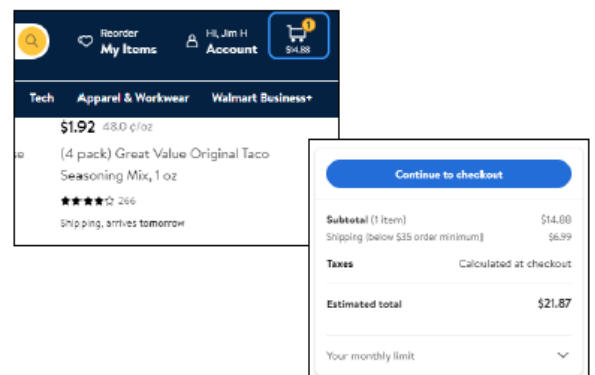 Reorder
My Items
Hi, Jim H
Account
1
$14.88
Tech
Apparel & Workwear
Walmart Business+
$1.92 48.0 ¢/oz
se
(4 pack) Great Value Original Taco
Seasoning Mix, 1 oz
266
Shipping, arrives tomorrow
Continue to checkout
Subtotal (1 item) $14.88
Shipping (below $35 order minimum) $6.99
Taxes Calculated at checkout
Estimated total $21.87
Your monthly limit